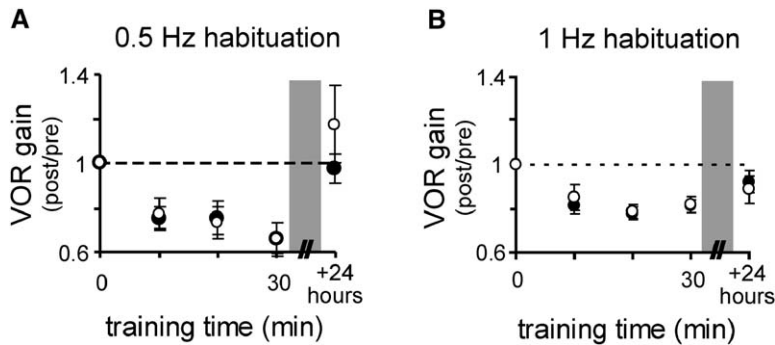 A
0.5 Hz habituation
VOR gain
(post/pre)
1.4
1
0.6
0
30
+24
hours
training time (min)
B
1 Hz habituation
VOR gain
(post/pre)
1.4
1
0.6
0
30
+24
hours
training time (min)